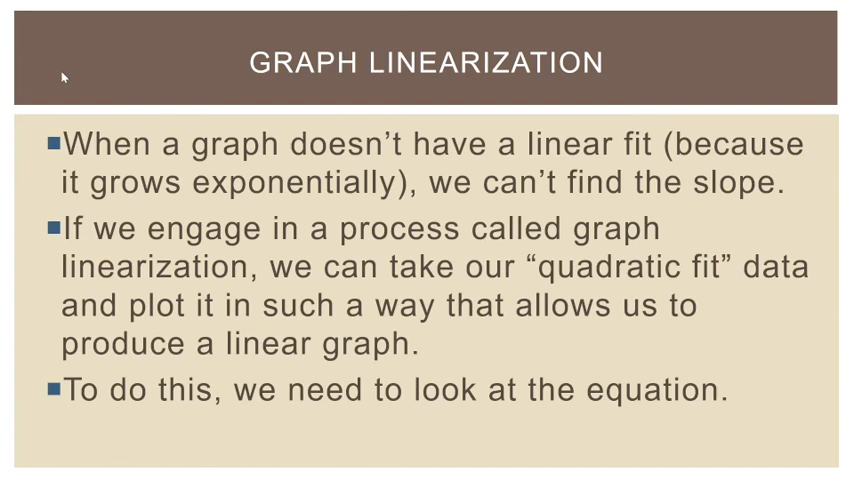 GRAPH LINEARIZATION
▪When a graph doesn’t have a linear fit (because
it grows exponentially), we can’t find the slope.
▪If we engage in a process called graph
linearization, we can take our “quadratic fit” data
and plot it in such a way that allows us to
produce a linear graph.
▪To do this, we need to look at the equation.